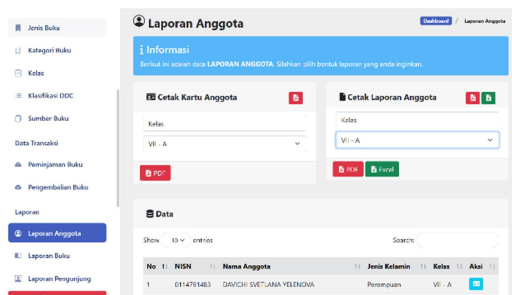 Jenis Buku
Kategori Buku
Kelas
Klasifikasi DDC
Sumber Buku
Data Transaksi
Peminjaman Buku
Pengembalian Buku
Laporan
Laporan Anggota
Laporan Buku
Laporan Pengunjung
Laporan Anggota
Dashboard / Laporan Anggota
i Informasi
Berikut ini adalah data LAPORAN ANGGOTA. Silahkan pilih bentuk laporan yang anda inginkan.
Cetak Kartu Anggota
Kelas
VII - A
PDF
Cetak Laporan Anggota
Kelas
VII - A
PDF Excel
Data
Show 10 entries Search:
No NISN Nama Anggota Jenis Kelamin Kelas Aksi
1 0114791483 DAVICHI SVETLANA YELENOVA Perempuan VII - A